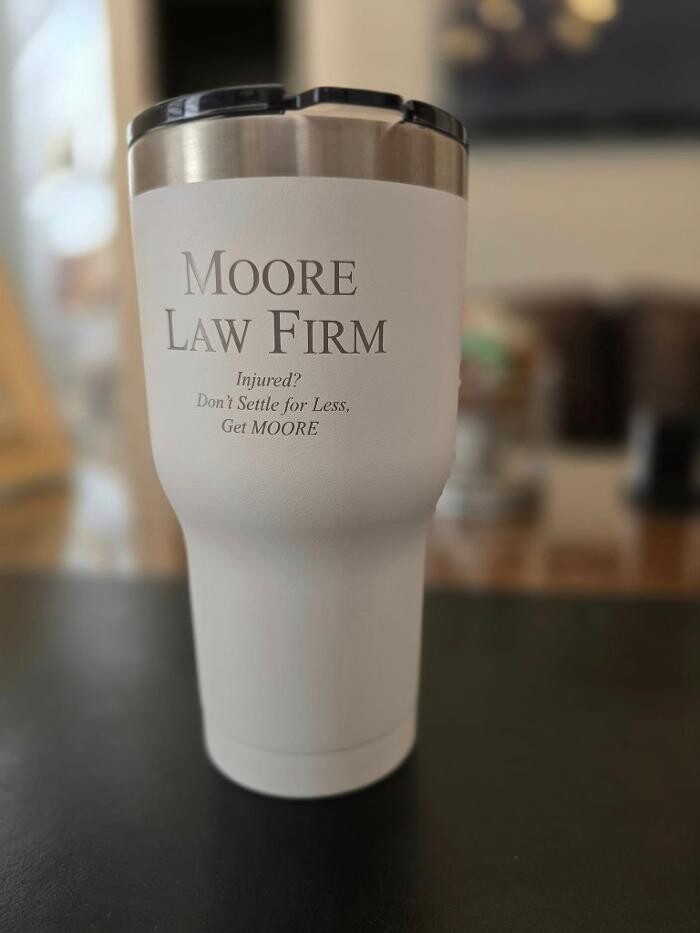 MOORE
LAW FIRM
Injured?
Don't Settle for Less,
Get MOORE